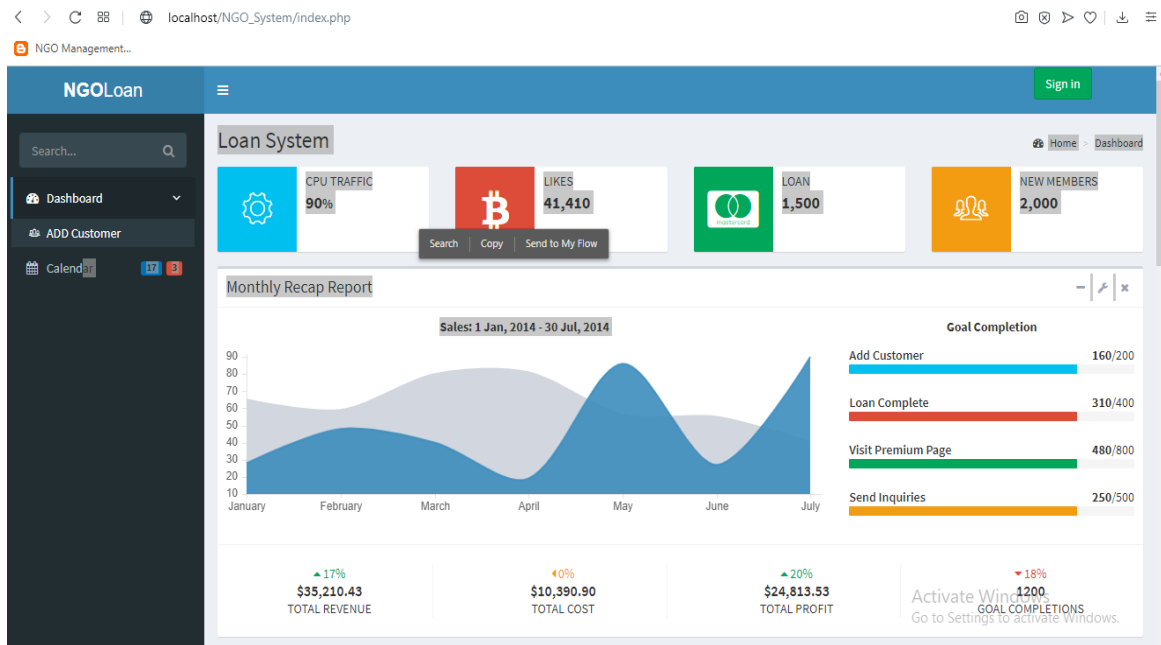 localhost/NGO_System/index.php
NGO Management...
NGOLoan
Sign in
Search...
Dashboard
ADD Customer
Calendar 17 3
Loan System
Home > Dashboard
CPU TRAFFIC
90%
LIKES
41,410
mastercard
LOAN
1,500
NEW MEMBERS
2,000
Search Copy Send to My Flow
Monthly Recap Report
Sales: 1 Jan, 2014 - 30 Jul, 2014
90
80
70
60
50
40
30
20
10
January February March April May June July
Goal Completion
Add Customer 160/200
Loan Complete 310/400
Visit Premium Page 480/800
Send Inquiries 250/500
17%
$35,210.43
TOTAL REVENUE
0%
$10,390.90
TOTAL COST
20%
$24,813.53
TOTAL PROFIT
18%
1200
GOAL COMPLETIONS
Activate Windows
Go to Settings to activate Windows.